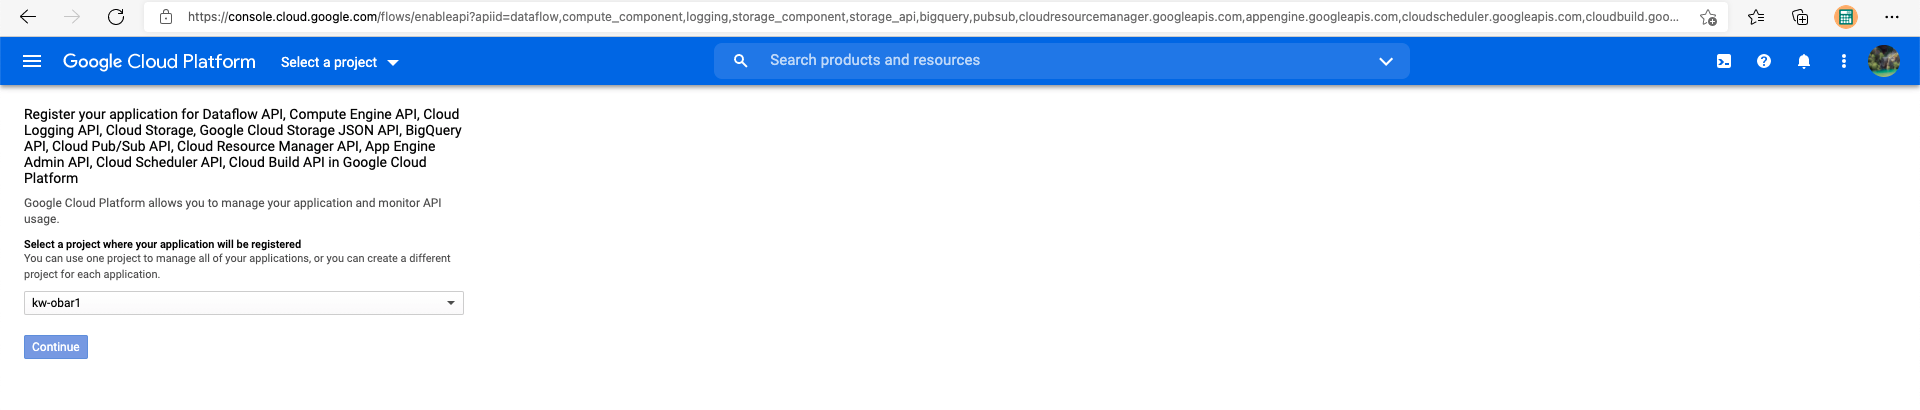 https://console.cloud.google.com/flows/enableapi?apiid=dataflow,compute_component,logging,storage_component,storage_api,bigquery,pubsub,cloudresourcemanager.googleapis.com,appengine.googleapis.com,cloudscheduler.googleapis.com,cloudbuild.goo...
Google Cloud Platform Select a project Search products and resources
Register your application for Dataflow API, Compute Engine API, Cloud
Logging API, Cloud Storage, Google Cloud Storage JSON API, BigQuery
API, Cloud Pub/Sub API, Cloud Resource Manager API, App Engine
Admin API, Cloud Scheduler API, Cloud Build API in Google Cloud
Platform
Google Cloud Platform allows you to manage your application and monitor API
usage.
Select a project where your application will be registered
You can use one project to manage all of your applications, or you can create a different
project for each application.
kw-obar1
Continue